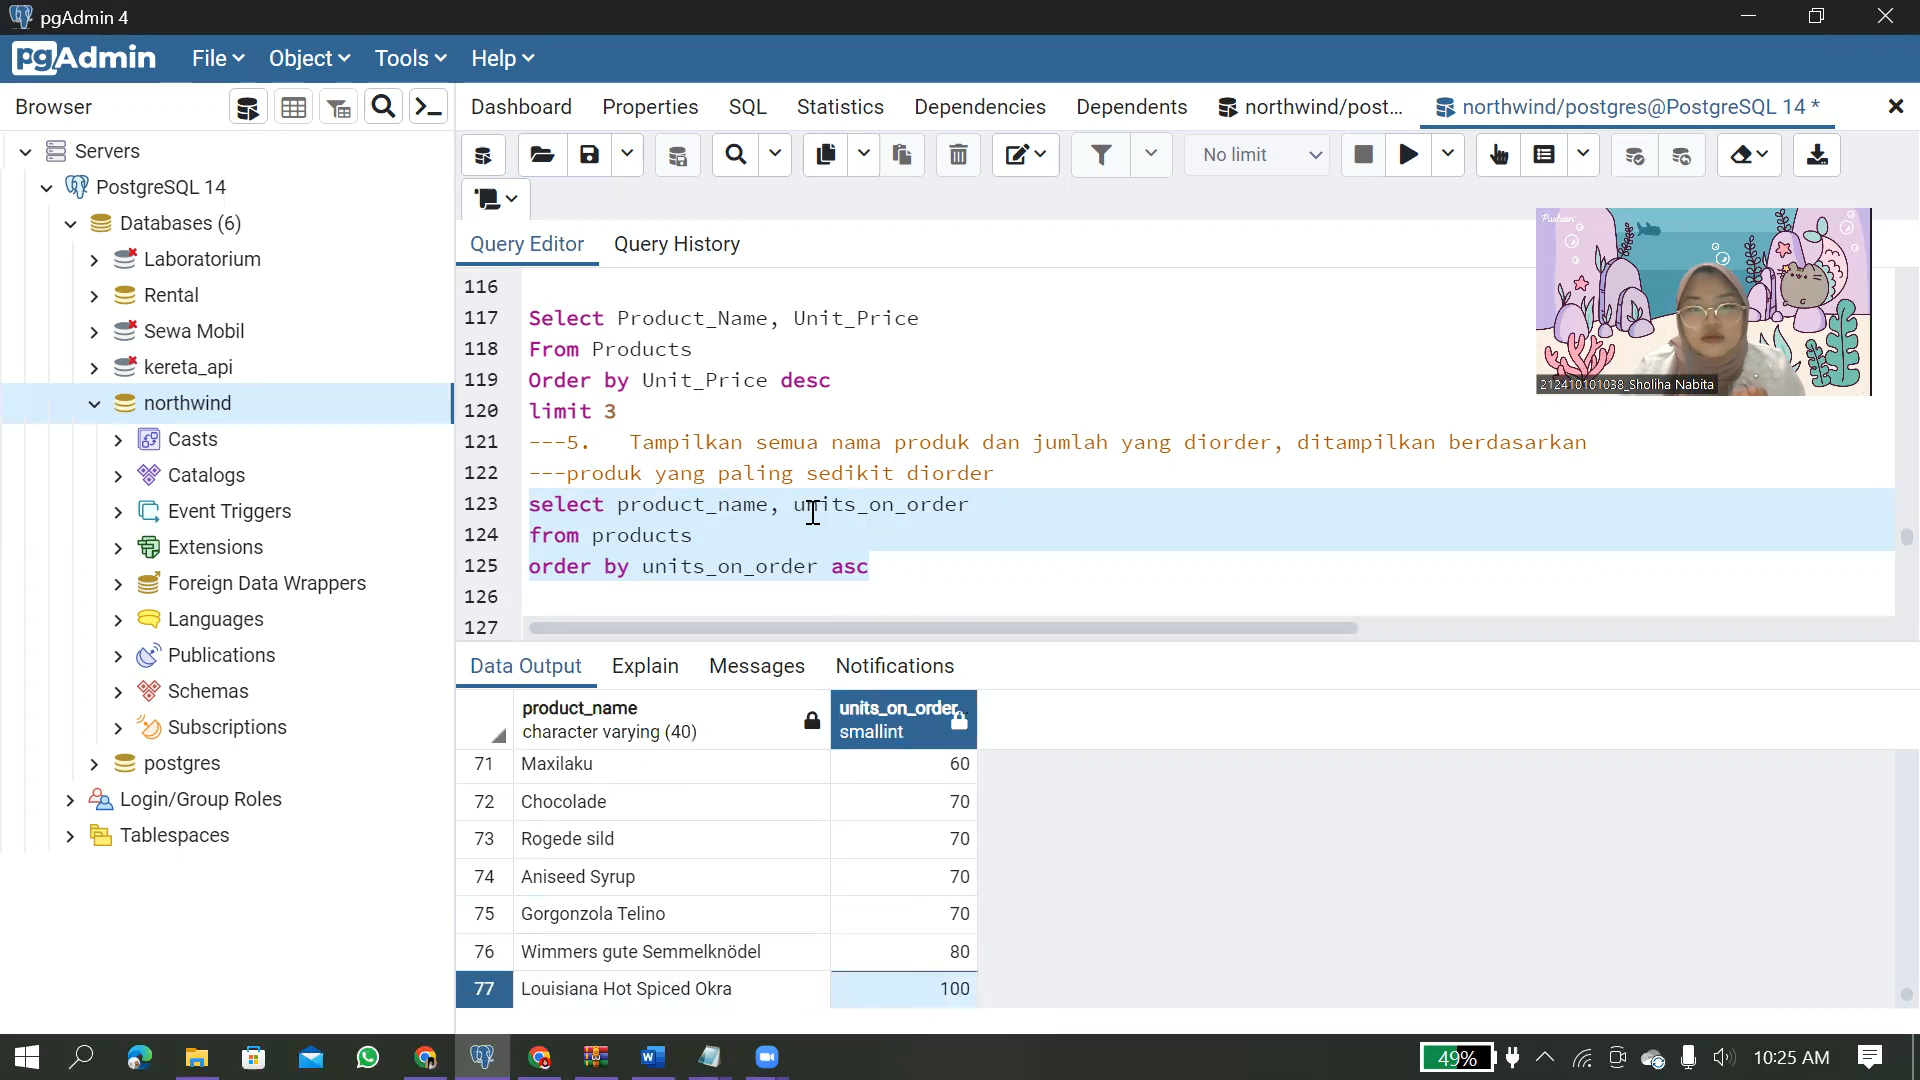 pgAdmin 4
pgAdmin File Object Tools Help
Browser
Dashboard Properties SQL Statistics Dependencies Dependents northwind/post... northwind/postgres@PostgreSQL 14 *
No limit
Servers
PostgreSQL 14
Databases (6)
Laboratorium
Rental
Sewa Mobil
kereta_api
northwind
Casts
Catalogs
Event Triggers
Extensions
Foreign Data Wrappers
Languages
Publications
Schemas
Subscriptions
postgres
Login/Group Roles
Tablespaces
Query Editor Query History
116
117 Select Product_Name, Unit_Price
118 From Products
119 Order by Unit_Price desc
120 limit 3
121 ---5. Tampilkan semua nama produk dan jumlah yang diorder, ditampilkan berdasarkan
122 ---produk yang paling sedikit diorder
123 select product_name, units_on_order
124 from products
125 order by units_on_order asc
126
127
Pusheen
212410101038_Sholiha Nabita
Data Output Explain Messages Notifications
product_name units_on_order
character varying (40) smallint
71 Maxilaku 60
72 Chocolade 70
73 Rogede sild 70
74 Aniseed Syrup 70
75 Gorgonzola Telino 70
76 Wimmers gute Semmelknödel 80
77 Louisiana Hot Spiced Okra 100
49% 10:25 AM